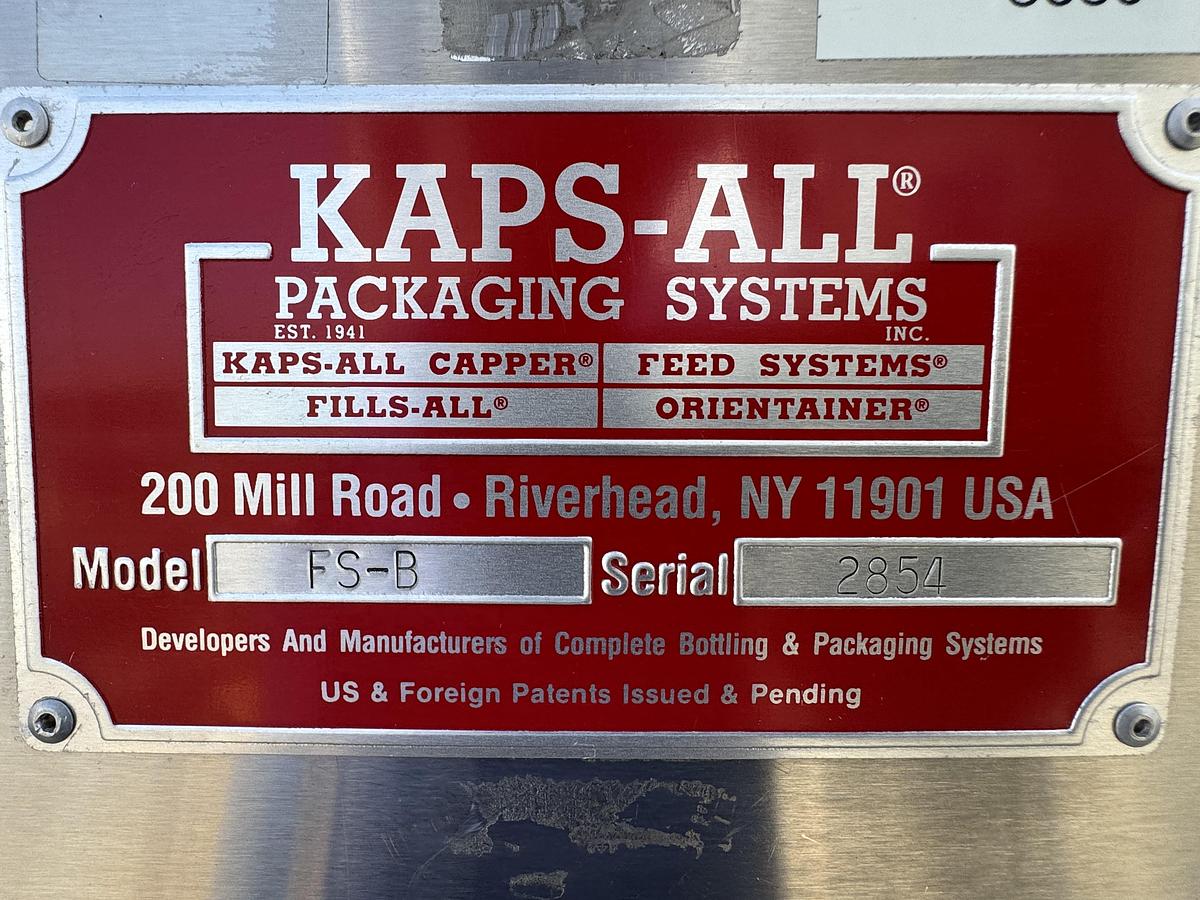 KAPS-ALL®
PACKAGING SYSTEMS
EST. 1941 INC.
KAPS-ALL CAPPER® FEED SYSTEMS®
FILLS-ALL® ORIENTAINER®
200 Mill Road • Riverhead, NY 11901 USA
Model FS-B Serial 2854
Developers And Manufacturers of Complete Bottling & Packaging Systems
US & Foreign Patents Issued & Pending